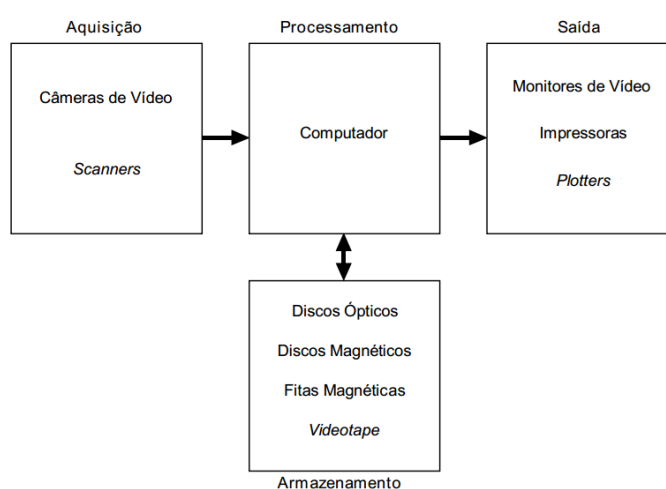 Aquisição
Câmeras de Vídeo
Scanners
Processamento
Computador
Saída
Monitores de Vídeo
Impressoras
Plotters
Discos Ópticos
Discos Magnéticos
Fitas Magnéticas
Videotape
Armazenamento